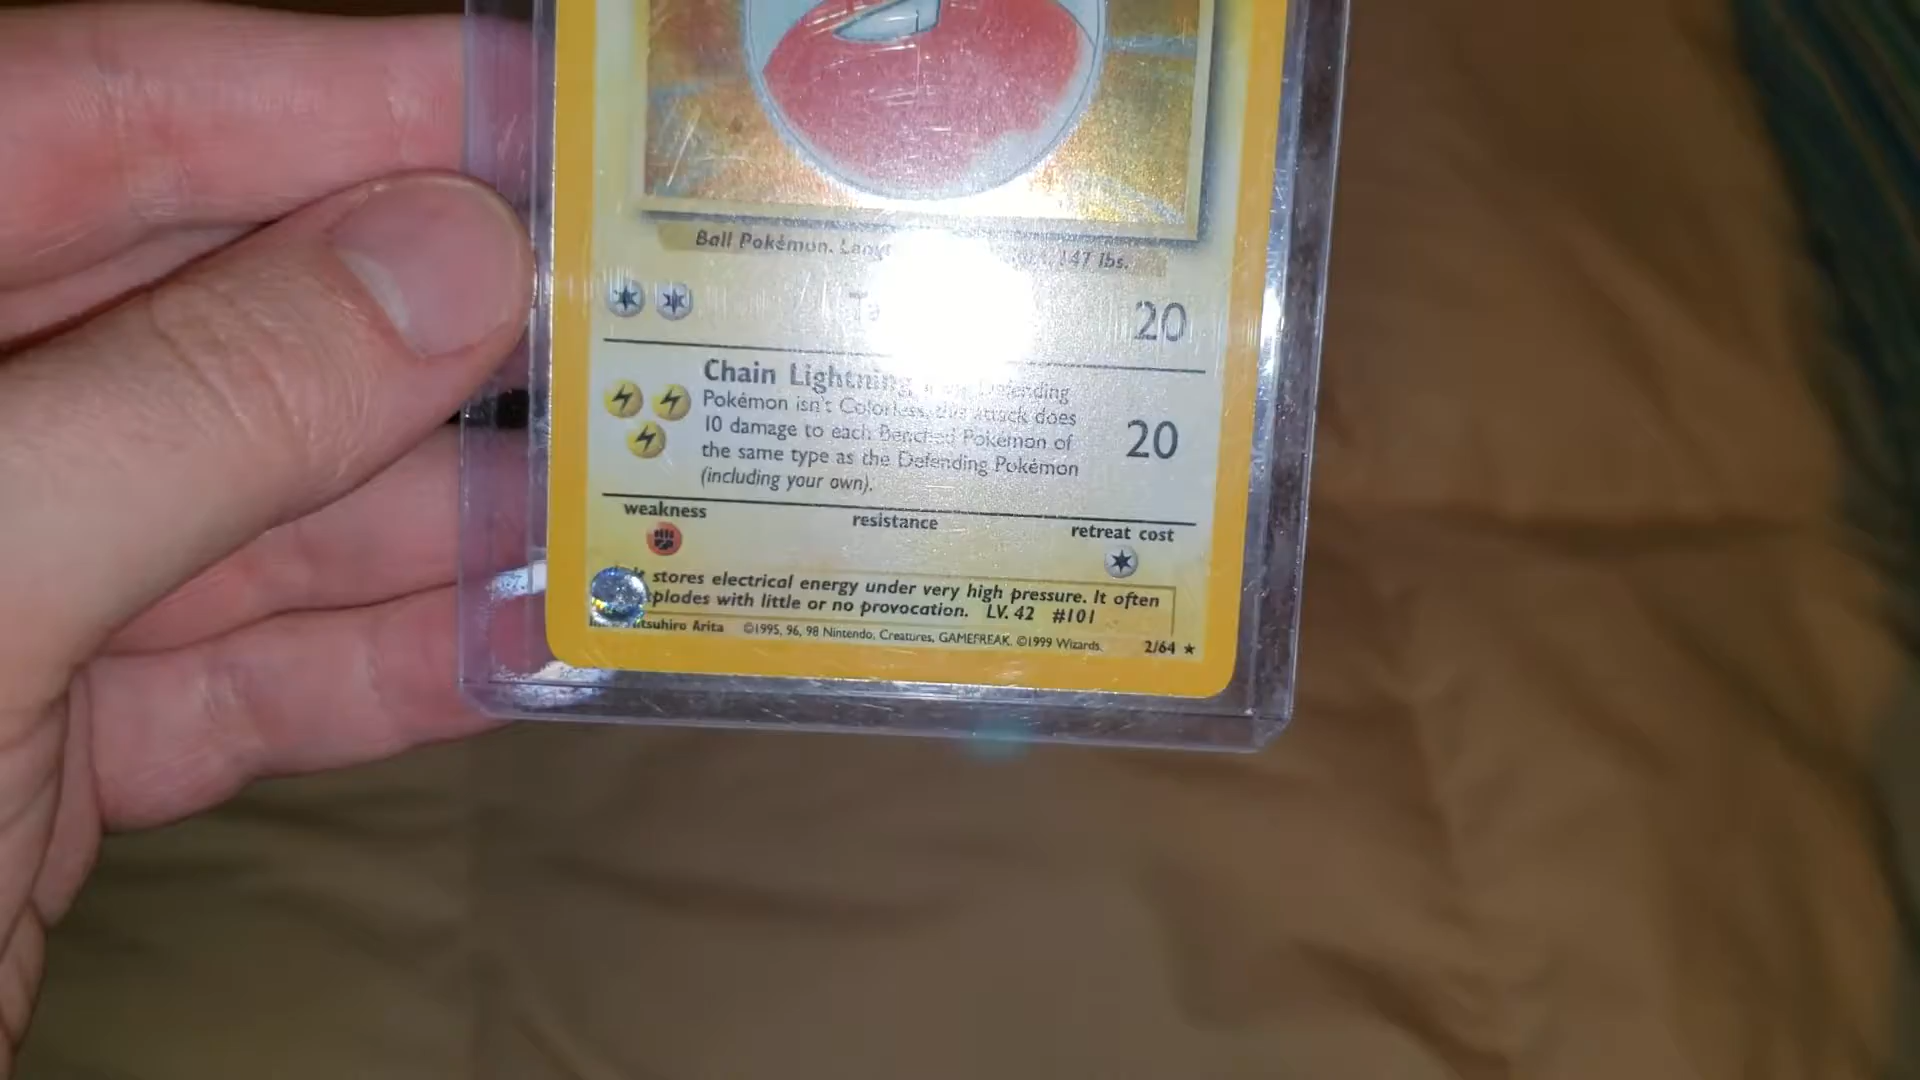 Ball Pokémon. 147 lbs.
20
Chain Lightning Defending
Pokémon isn't Colorless, this attack does
10 damage to each Benched Pokémon of
the same type as the Defending Pokémon
(including your own).
20
weakness
resistance
retreat cost
It stores electrical energy under very high pressure. It often
explodes with little or no provocation. LV. 42 #101
Mitsuhiro Arita ©1995, 96, 98 Nintendo, Creatures, GAMEFREAK. ©1999 Wizards. 2/64 ★